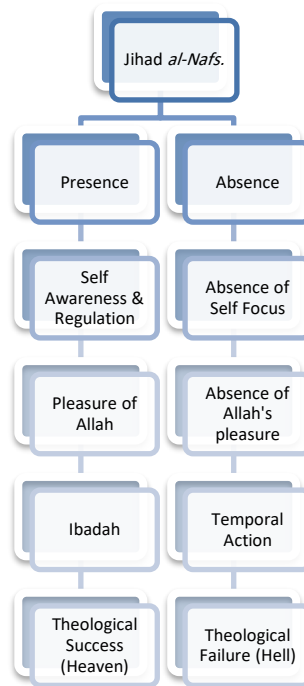 Jihad al-Nafs.
Presence
Absence
Self
Awareness &
Regulation
Absence of
Self Focus
Pleasure of
Allah
Absence of
Allah's
pleasure
Ibadah
Temporal
Action
Theological
Success
(Heaven)
Theological
Failure (Hell)